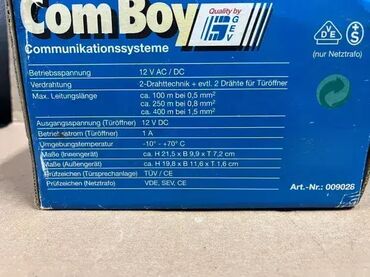 Com Boy
Quality by
GEV
VDE
Communikationssysteme
(nur Netztrafo)
Betriebsspannung 12 V AC / DC
Verdrahtung 2-Drahttechnik + evtl. 2 Drähte für Türöffner
Max. Leitungslänge ca. 100 m bei 0,5 mm²
ca. 250 m bei 0,8 mm²
ca. 400 m bei 1,5 mm²
Ausgangsspannung (Türöffner) 12 V DC
Betriebsstrom (Türöffner) 1 A
Umgebungstemperatur -10° - +70° C
Maße (Innengerät) ca. H 21,5 x B 9,9 x T 7,2 cm
Maße (Außengerät) ca. H 19,8 x B 11,6 x T 1,6 cm
Prüfzeichen (Türsprechanlage) TÜV / CE
Prüfzeichen (Netztrafo) VDE, SEV, CE
Art.-Nr.: 009028